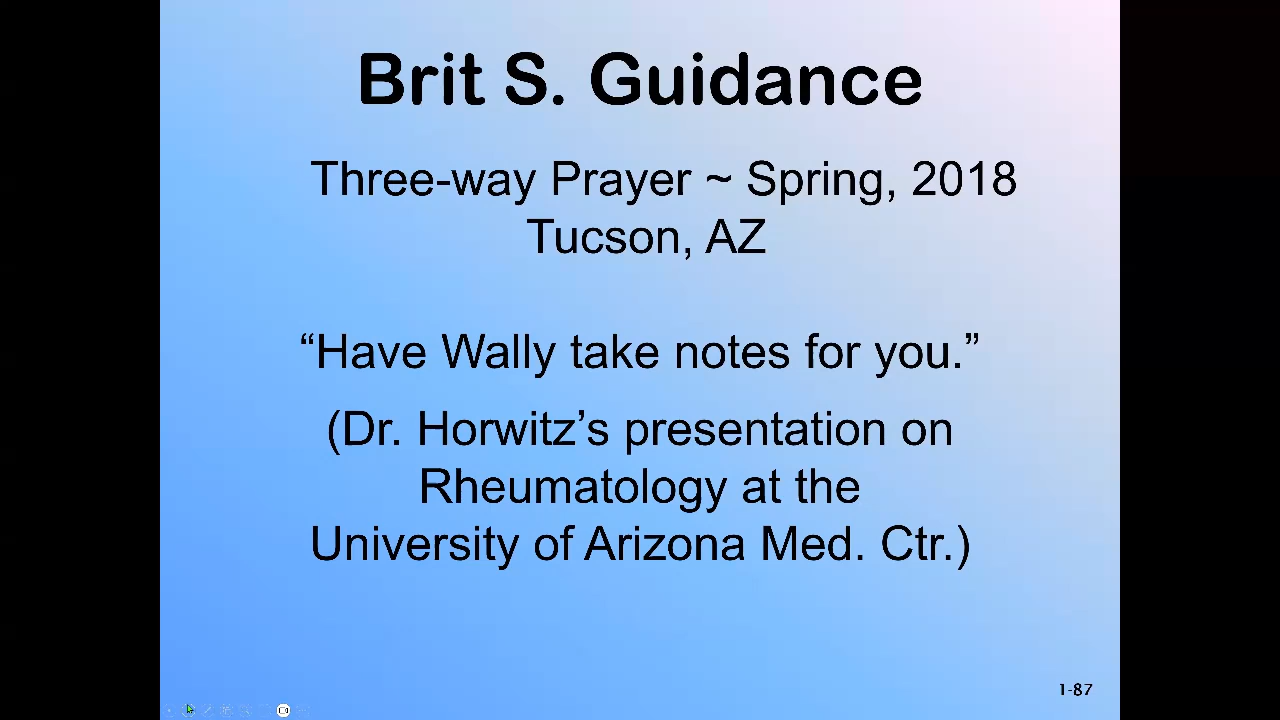 Brit S. Guidance
Three-way Prayer ~ Spring, 2018
Tucson, AZ
“Have Wally take notes for you.”
(Dr. Horwitz’s presentation on
Rheumatology at the
University of Arizona Med. Ctr.)
1-87